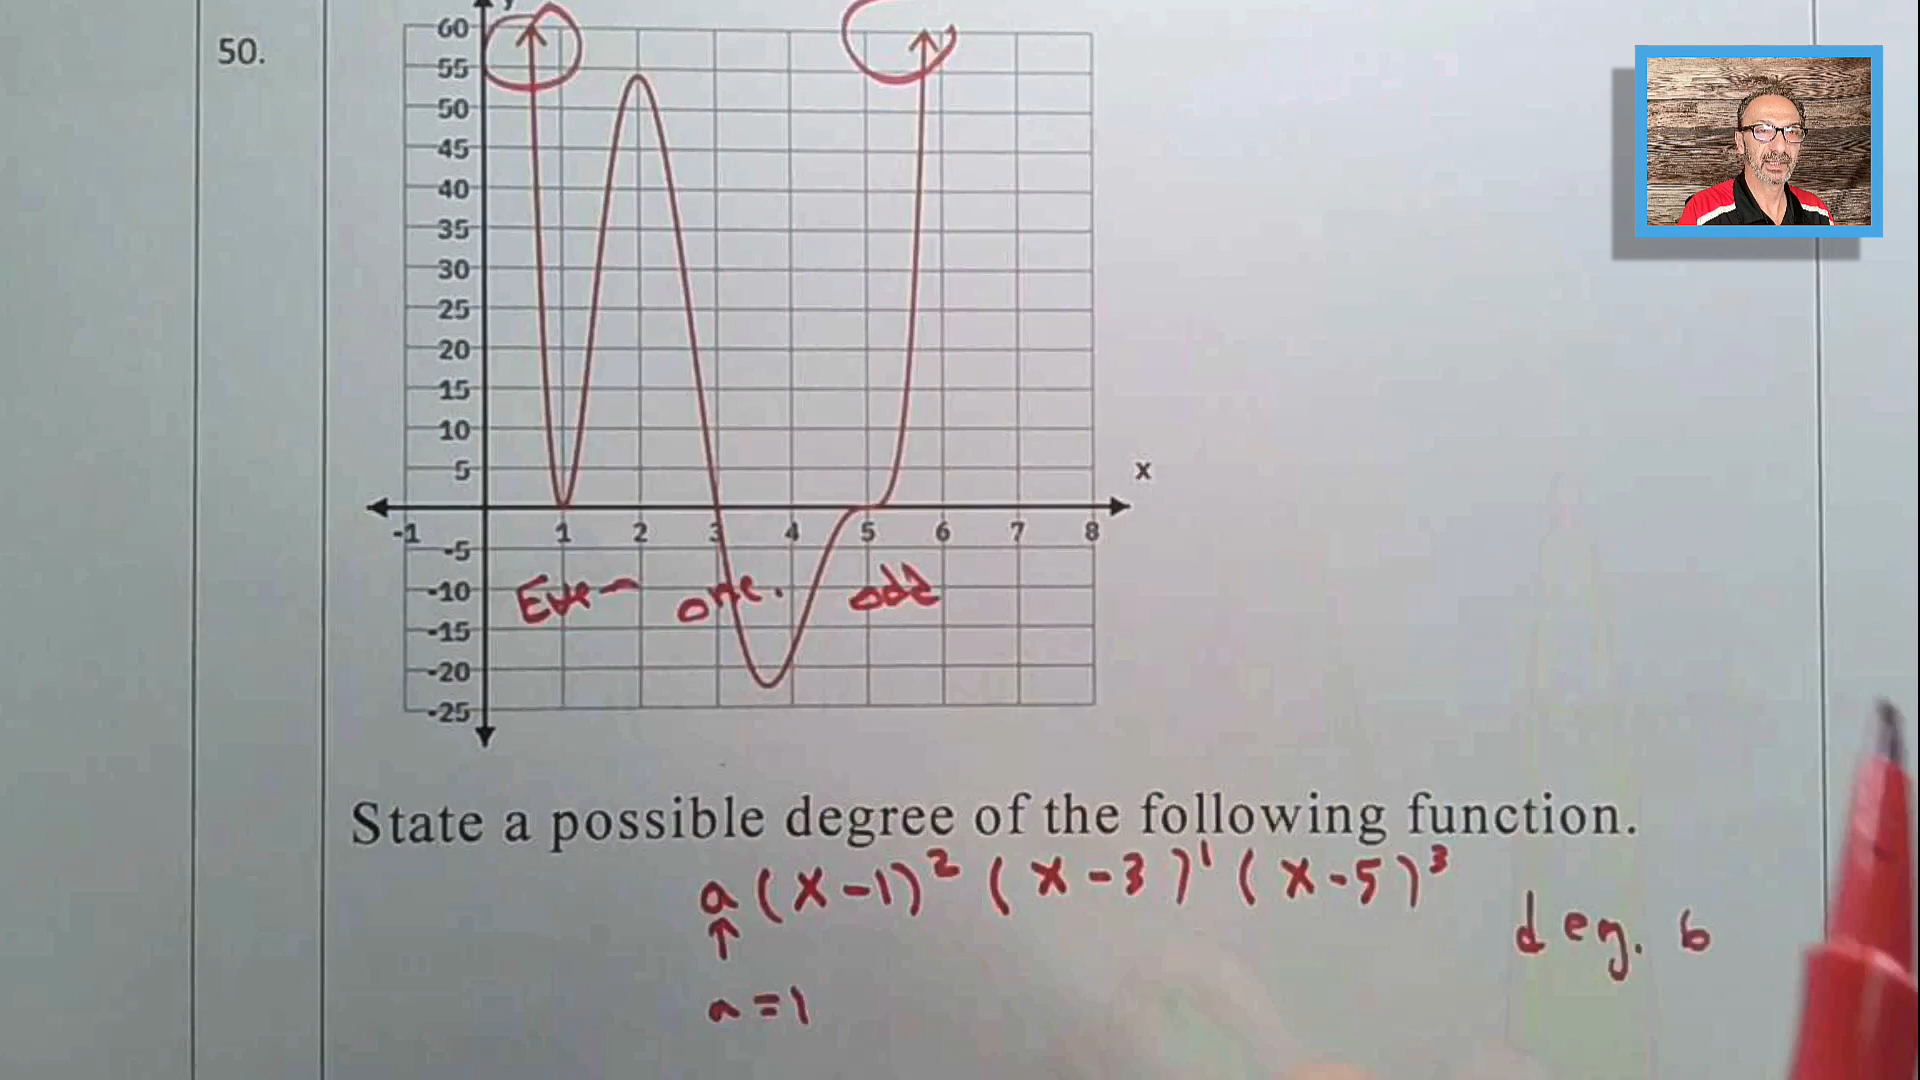 y
50.
60
55
50
45
40
35
30
25
20
15
10
5
x
-1 1 2 3 4 5 6 7 8
-5
-10
Even one. odd
-15
-20
-25
State a possible degree of the following function.
a(x-1)² (x-3)¹ (x-5)³
deg. 6
a=1